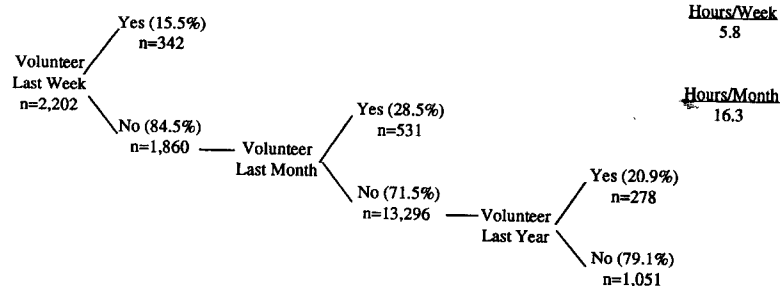 Yes (15.5%)
n=342
Hours/Week
5.8
Volunteer
Last Week
n=2,202
No (84.5%)
n=1,860
Hours/Month
16.3
Yes (28.5%)
n=531
Volunteer
Last Month
No (71.5%)
n=13,296
Yes (20.9%)
n=278
Volunteer
Last Year
No (79.1%)
n=1,051